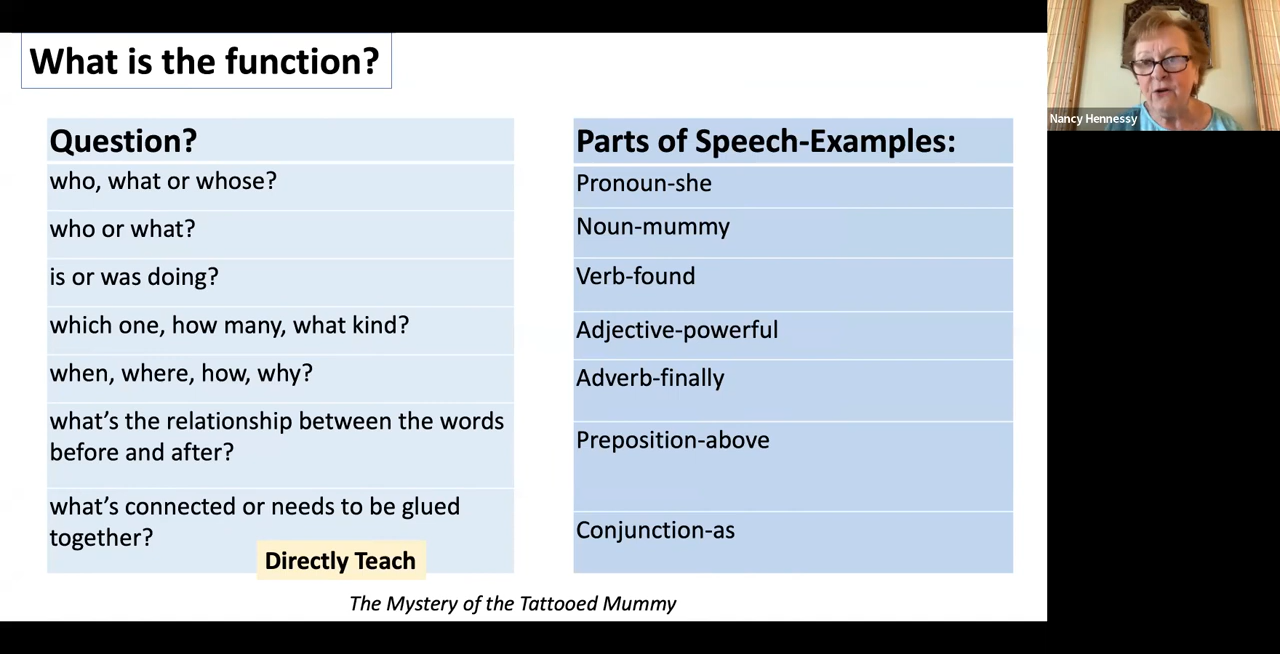 What is the function?
Nancy Hennessy
Question?
who, what or whose?
who or what?
is or was doing?
which one, how many, what kind?
when, where, how, why?
what's the relationship between the words
before and after?
what's connected or needs to be glued
together?
Directly Teach
Parts of Speech-Examples:
Pronoun-she
Noun-mummy
Verb-found
Adjective-powerful
Adverb-finally
Preposition-above
Conjunction-as
The Mystery of the Tattooed Mummy